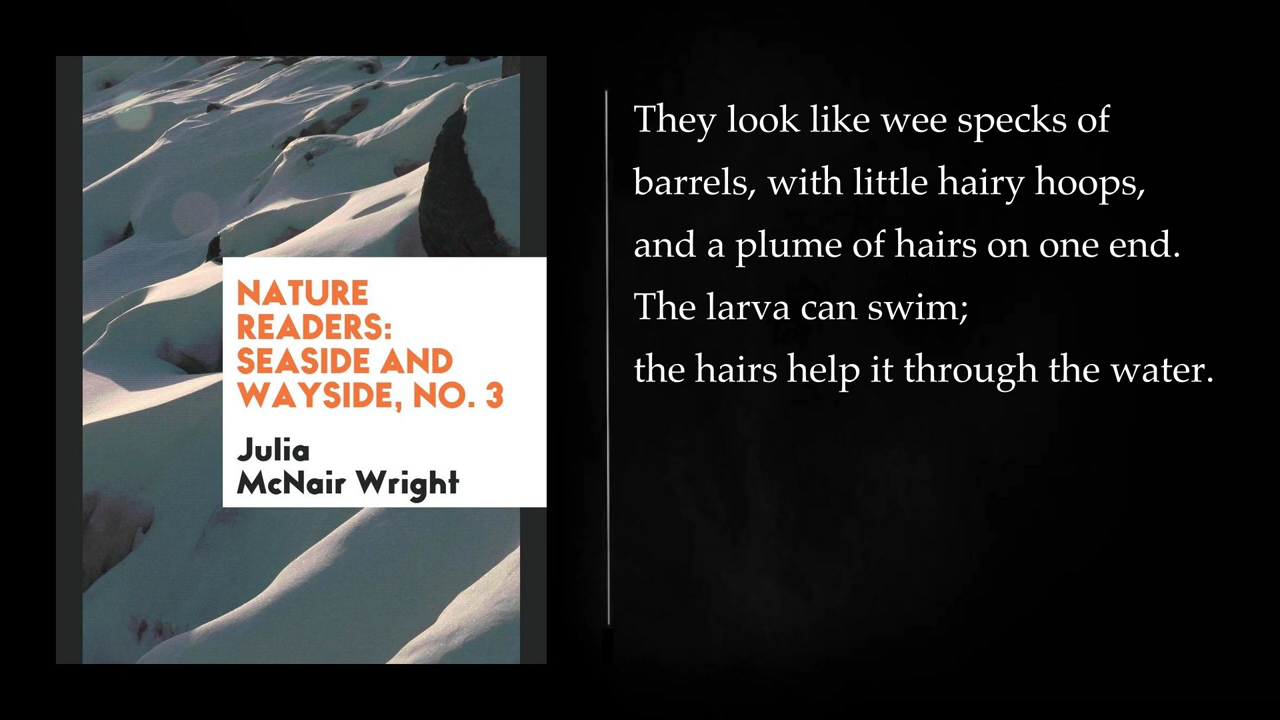 NATURE
READERS:
SEASIDE AND
WAYSIDE, NO. 3
Julia
McNair Wright
They look like wee specks of
barrels, with little hairy hoops,
and a plume of hairs on one end.
The larva can swim;
the hairs help it through the water.